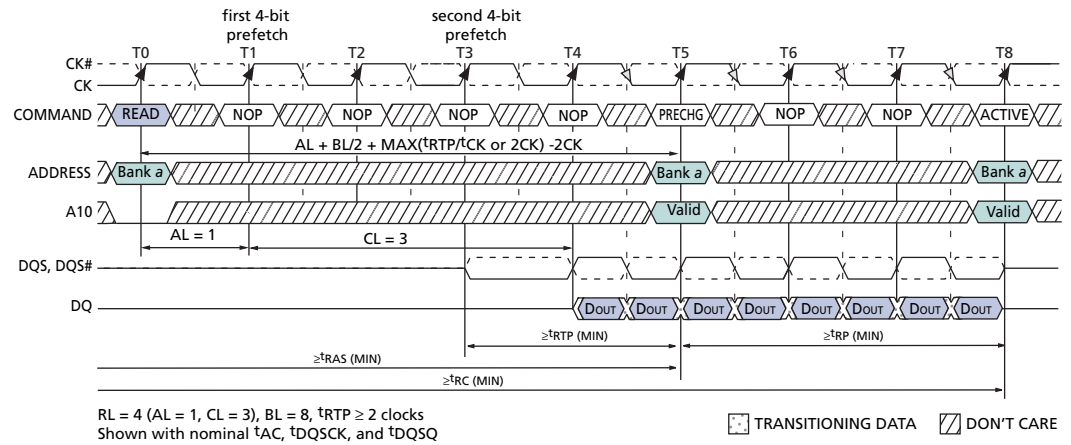 first 4-bit prefetch
second 4-bit prefetch
T0 T1 T2 T3 T4 T5 T6 T7 T8
CK#
CK
COMMAND READ NOP NOP NOP NOP PRECHG NOP NOP ACTIVE
AL + BL/2 + MAX(tRTP/tCK or 2CK) -2CK
ADDRESS Bank a Bank a Bank a
A10 Valid Valid
AL = 1 CL = 3
DQS, DQS#
DQ DOUT DOUT DOUT DOUT DOUT DOUT DOUT DOUT
≥tRTP (MIN) ≥tRP (MIN)
≥tRAS (MIN)
≥tRC (MIN)
RL = 4 (AL = 1, CL = 3), BL = 8, tRTP ≥ 2 clocks
Shown with nominal tAC, tDQSCK, and tDQSQ
TRANSITIONING DATA DON'T CARE